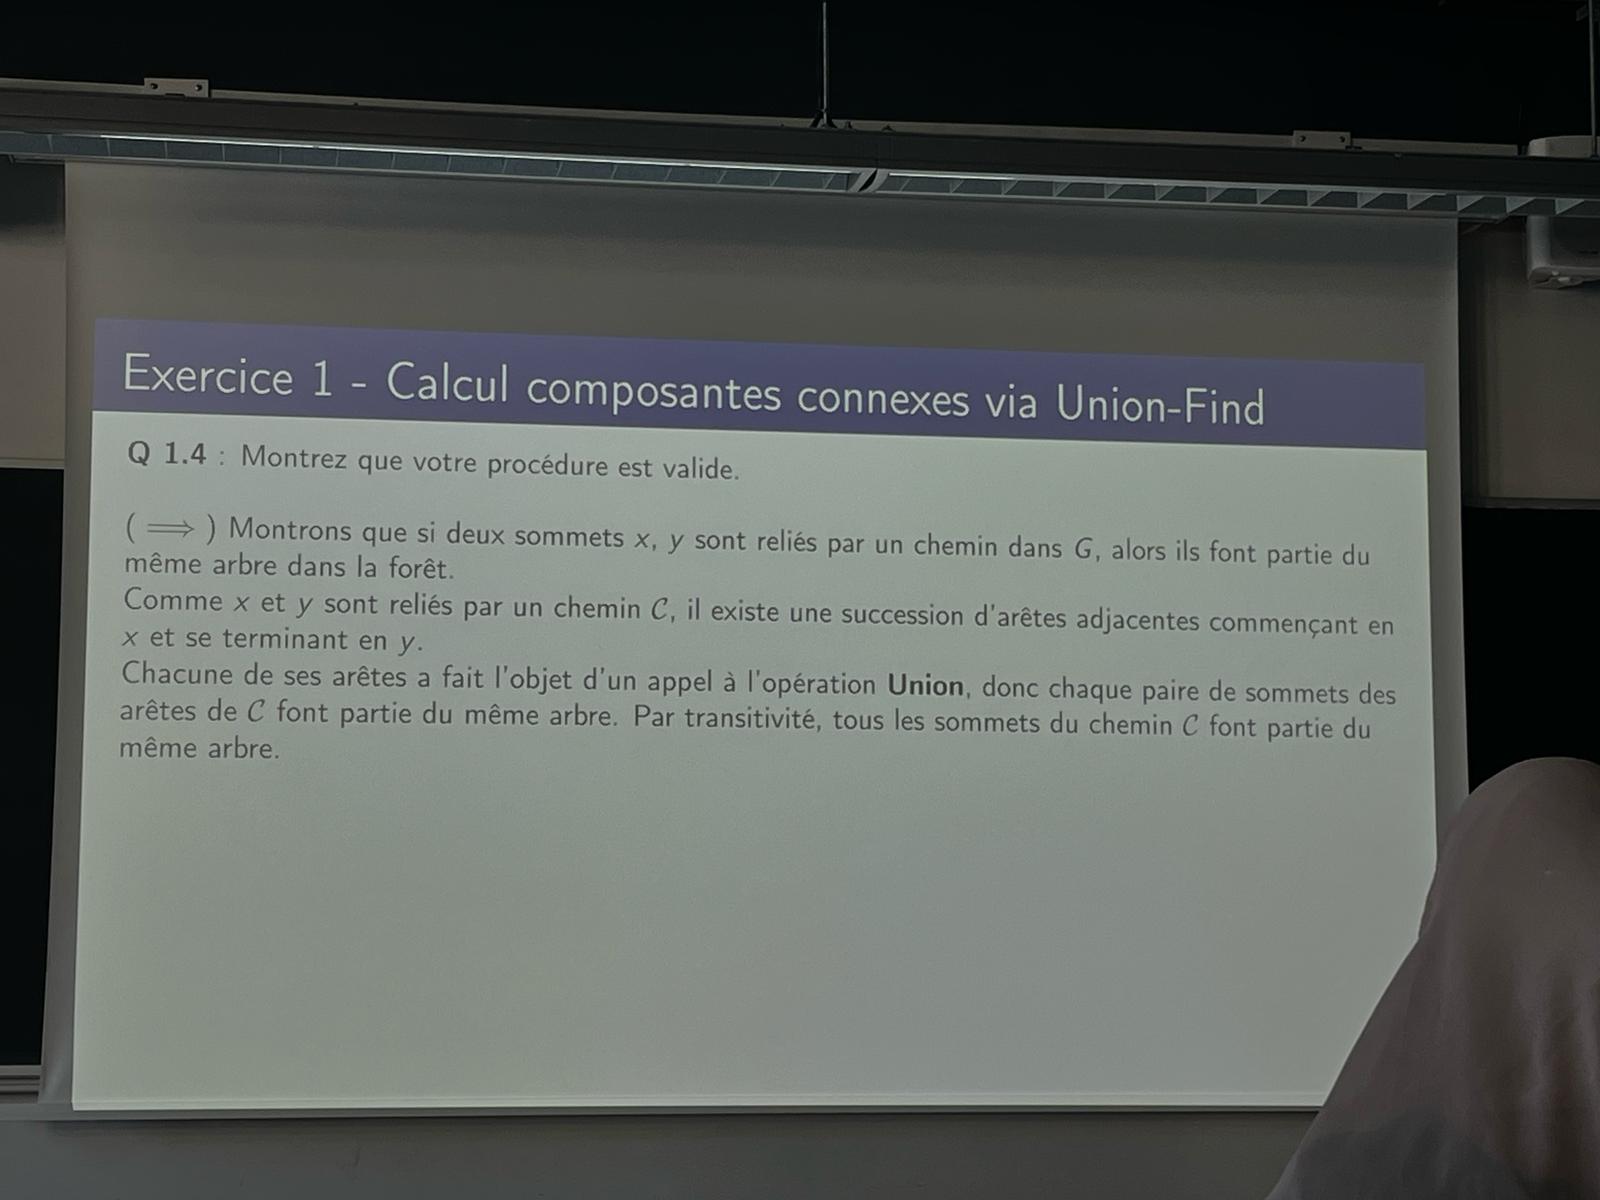 Exercice 1 - Calcul composantes connexes via Union-Find
Q 1.4 : Montrez que votre procédure est valide.
( ⟹ ) Montrons que si deux sommets x, y sont reliés par un chemin dans G, alors ils font partie du
même arbre dans la forêt.
Comme x et y sont reliés par un chemin 𝒞, il existe une succession d'arêtes adjacentes commençant en
x et se terminant en y.
Chacune de ses arêtes a fait l'objet d'un appel à l'opération Union, donc chaque paire de sommets des
arêtes de 𝒞 font partie du même arbre. Par transitivité, tous les sommets du chemin 𝒞 font partie du
même arbre.